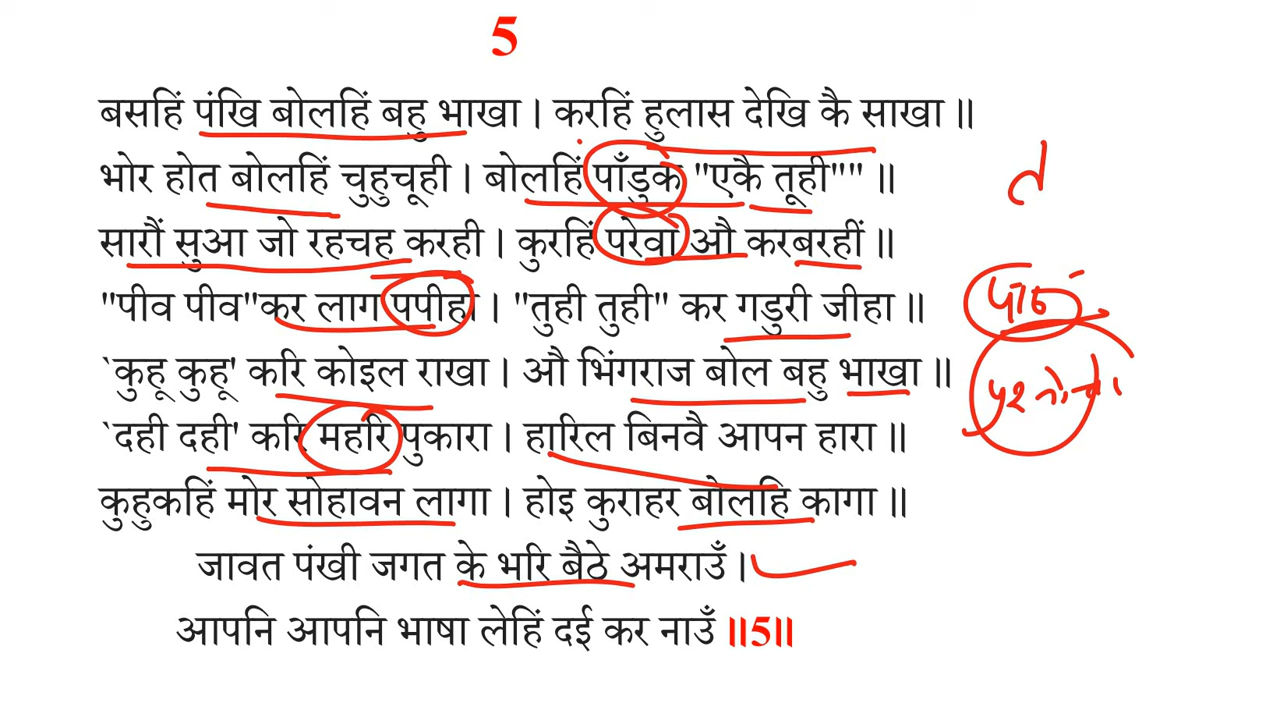 5
बसहिं पंखि बोलहिं बहु भाखा । करहिं हुलास देखि कै साखा ॥
भोर होत बोलहिं चुहुचूही । बोलहिं पाँडुक "एकै तूही"" ॥
सारौं सुआ जो रहचह करही । कुरहिं परेवा औ करबरहीं ॥
"पीव पीव"कर लाग पपीहा । "तुही तुही" कर गडुरी जीहा ॥
`कुहू कुहू' करि कोइल राखा । औ भिंगराज बोल बहु भाखा ॥
`दही दही' करि महरि पुकारा । हारिल बिनवै आपन हारा ॥
कुहुकहिं मोर सोहावन लागा । होइ कुराहर बोलहि कागा ॥
जावत पंखी जगत के भरि बैठे अमराउँ ।
आपनि आपनि भाषा लेहिं दई कर नाउँ ॥5॥